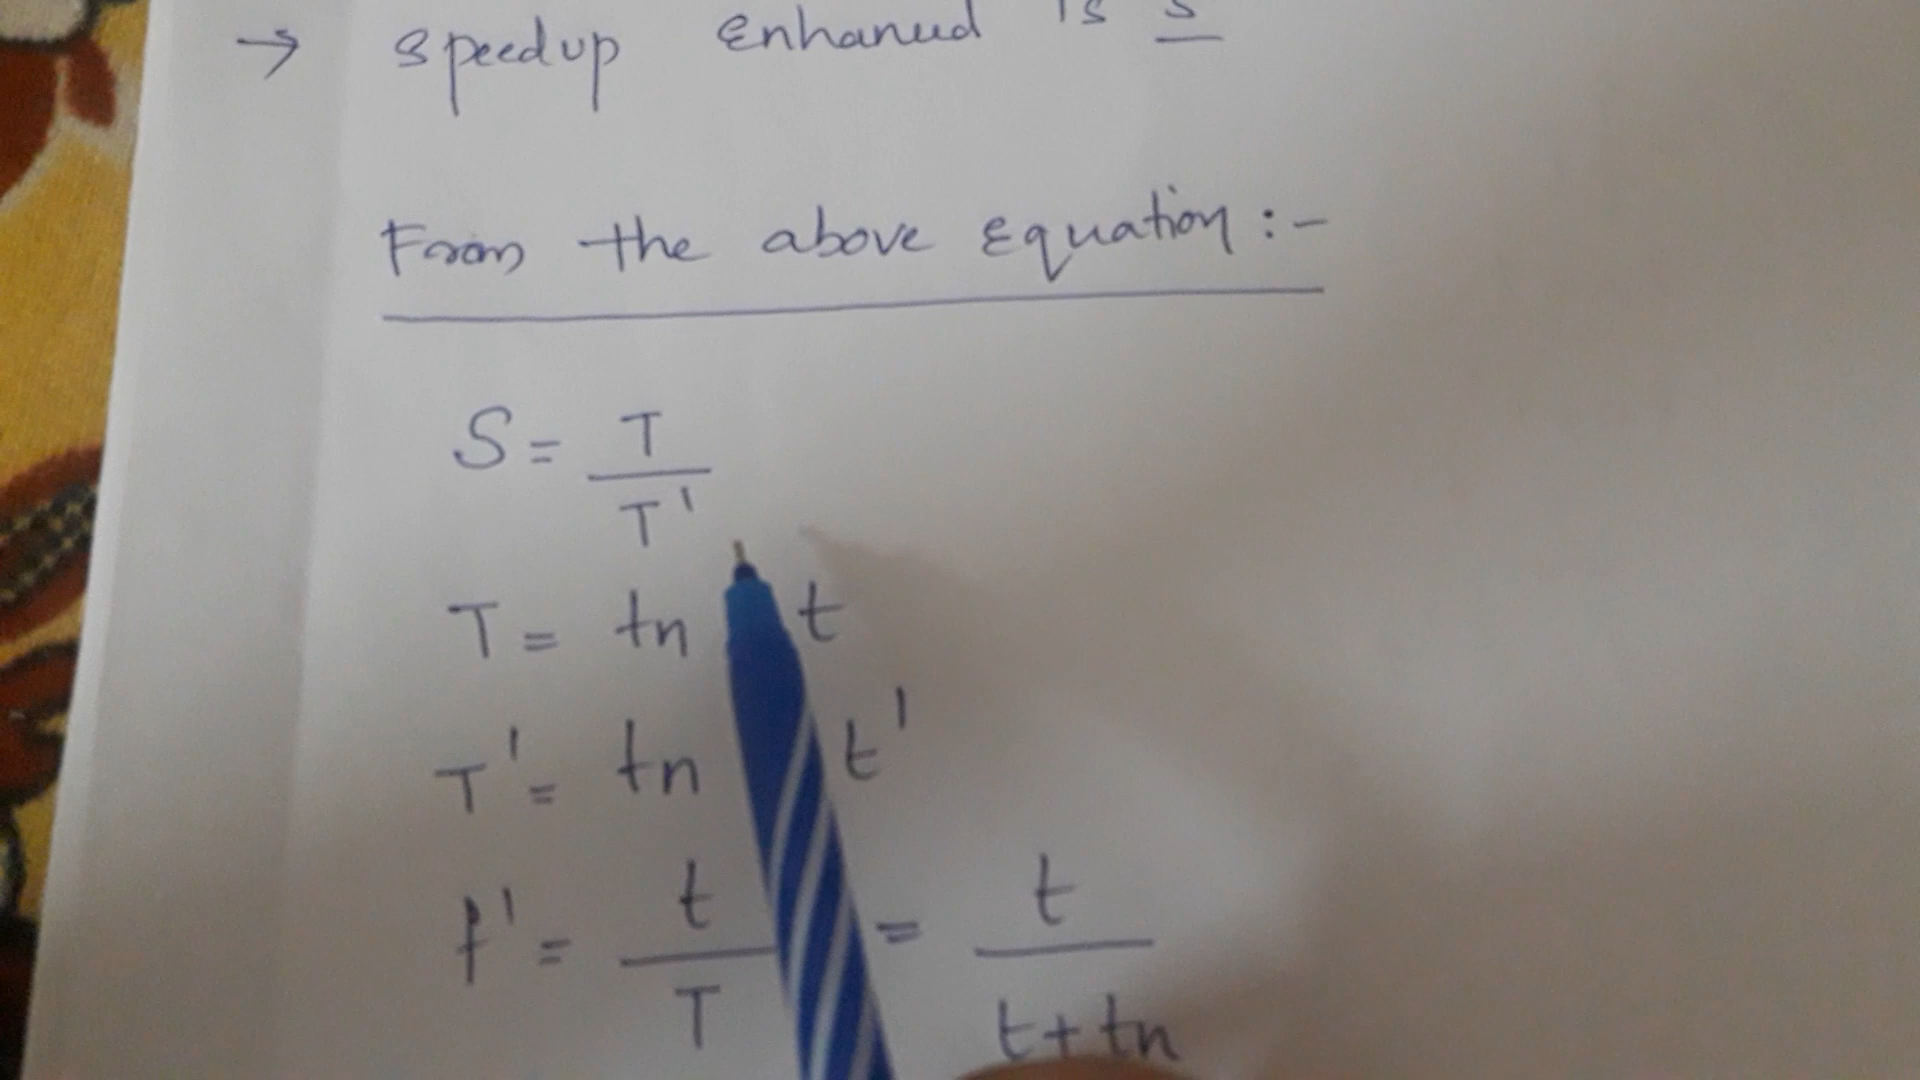 → Speedup Enhanced is S
From the above Equation :-
S = T / T'
T = tn t
T' = tn t'
f' = t / T = t / t + tn